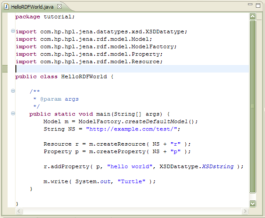 HelloRDFWorld.java
package tutorial;
import com.hp.hpl.jena.datatypes.xsd.XSDDatatype;
import com.hp.hpl.jena.rdf.model.Model;
import com.hp.hpl.jena.rdf.model.ModelFactory;
import com.hp.hpl.jena.rdf.model.Property;
import com.hp.hpl.jena.rdf.model.Resource;
public class HelloRDFWorld {
/**
* @param args
*/
public static void main(String[] args) {
Model m = ModelFactory.createDefaultModel();
String NS = "http://example.com/test/";
Resource r = m.createResource( NS + "r" );
Property p = m.createProperty( NS + "p" );
r.addProperty( p, "hello world", XSDDatatype.XSDstring );
m.write( System.out, "Turtle" );
}
}